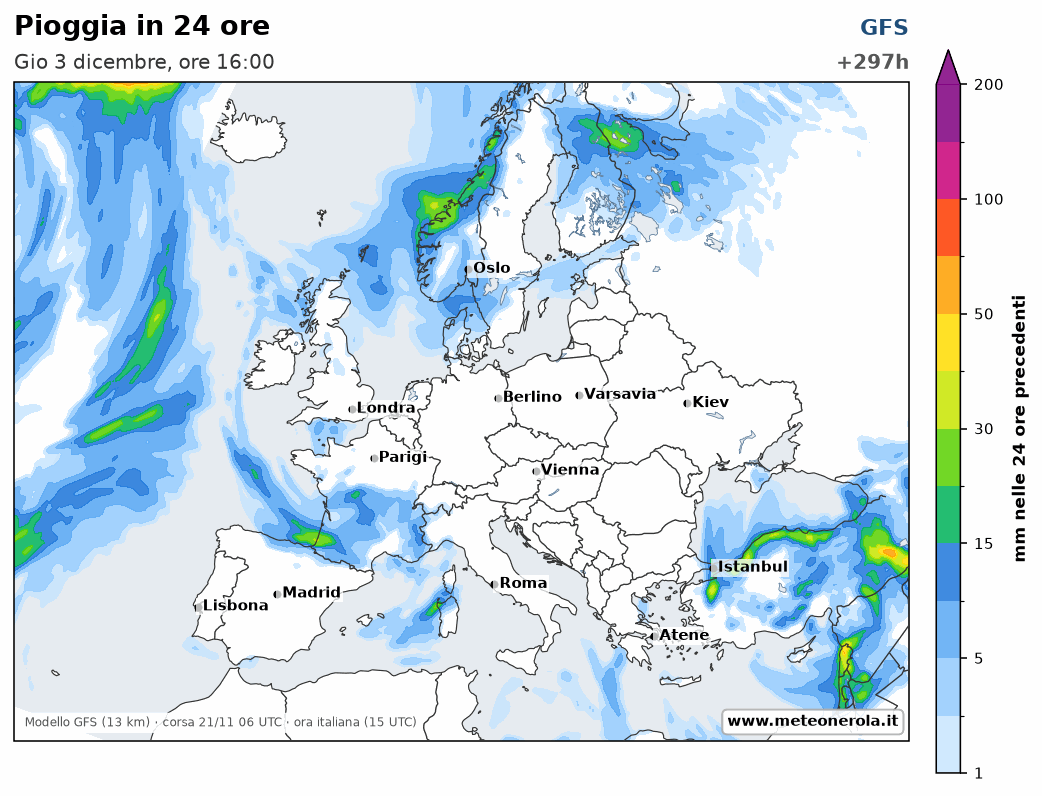 Pioggia in 24 ore
GFS
Gio 3 dicembre, ore 16:00
+297h
200
100
50
30
15
5
1
mm nelle 24 ore precedenti
Oslo
Berlino
Varsavia
Kiev
Londra
Parigi
Vienna
Istanbul
Roma
Madrid
Lisbona
Atene
Modello GFS (13 km) · corsa 21/11 06 UTC · ora italiana (15 UTC)
www.meteonerola.it